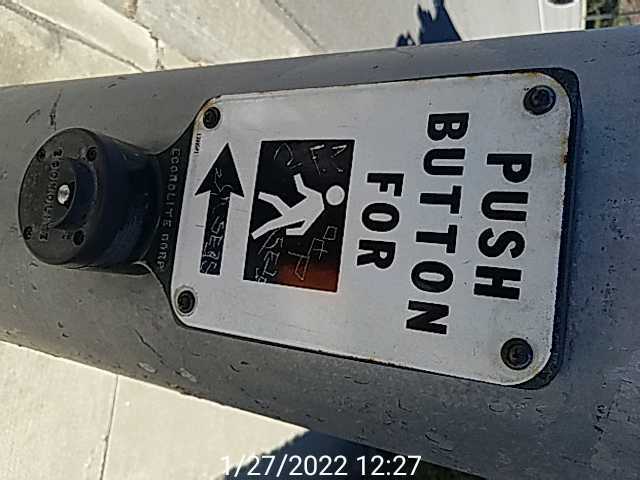 PUSH
BUTTON
FOR
ECONOLITE CORP
1/27/2022 12:27